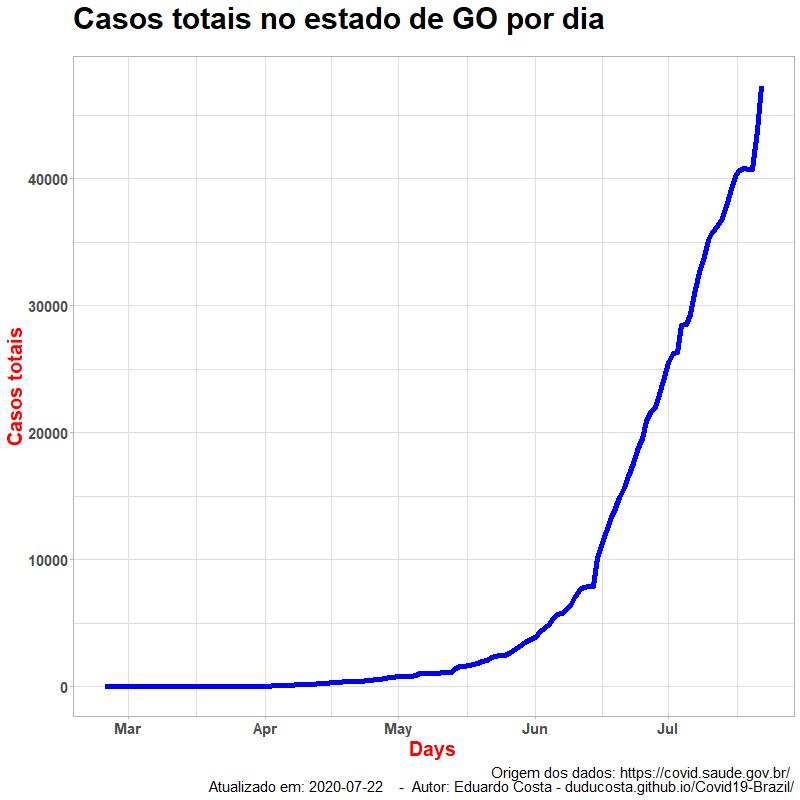 Casos totais no estado de GO por dia
Casos totais
40000
30000
20000
10000
0
Mar Apr May Jun Jul
Days
Origem dos dados: https://covid.saude.gov.br/
Atualizado em: 2020-07-22 - Autor: Eduardo Costa - duducosta.github.io/Covid19-Brazil/